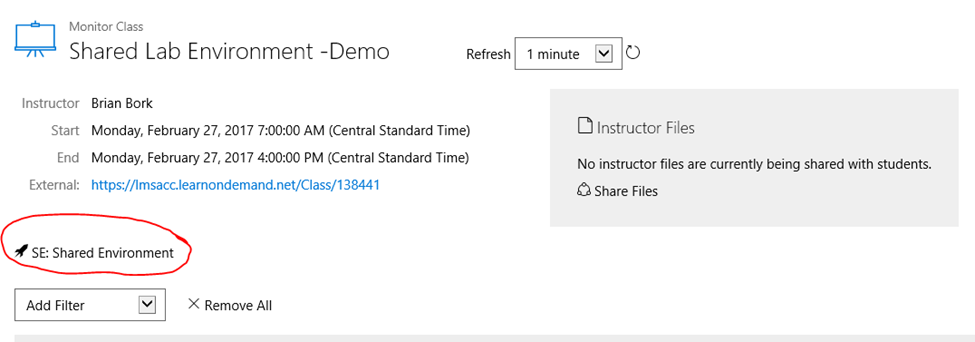 Monitor Class
Shared Lab Environment -Demo
Refresh 1 minute
Instructor Brian Bork
Start Monday, February 27, 2017 7:00:00 AM (Central Standard Time)
End Monday, February 27, 2017 4:00:00 PM (Central Standard Time)
External: https://lmsacc.learnondemand.net/Class/138441
Instructor Files
No instructor files are currently being shared with students.
Share Files
SE: Shared Environment
Add Filter Remove All